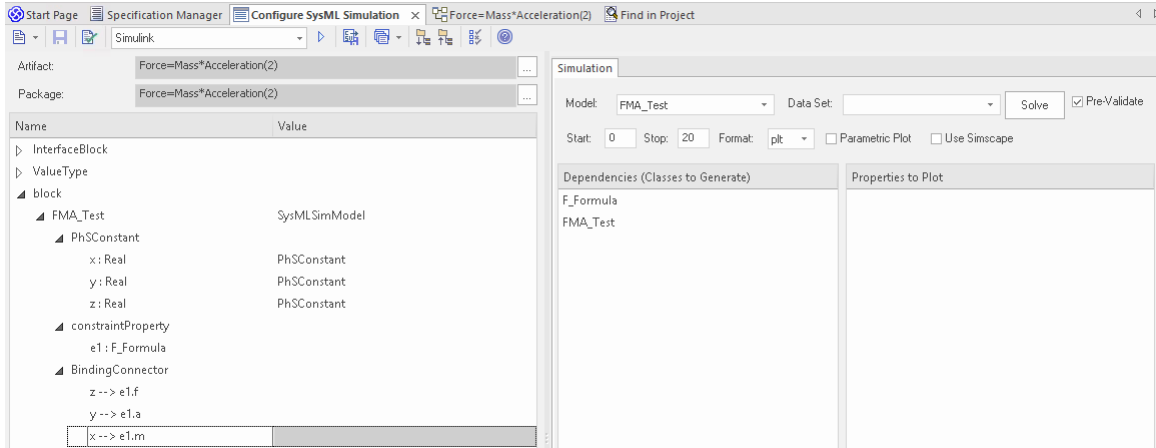 Start Page Specification Manager Configure SysML Simulation × Force=Mass*Acceleration(2) Find in Project
Simulink
Artifact: Force=Mass*Acceleration(2) ...
Package: Force=Mass*Acceleration(2) ...
Name Value
InterfaceBlock
ValueType
block
FMA_Test SysMLSimModel
PhSConstant
x : Real PhSConstant
y : Real PhSConstant
z : Real PhSConstant
constraintProperty
e1 : F_Formula
BindingConnector
z --> e1.f
y --> e1.a
x --> e1.m
Simulation
Model: FMA_Test Data Set: Solve Pre-Validate
Start: 0 Stop: 20 Format: plt Parametric Plot Use Simscape
Dependencies (Classes to Generate) Properties to Plot
F_Formula
FMA_Test